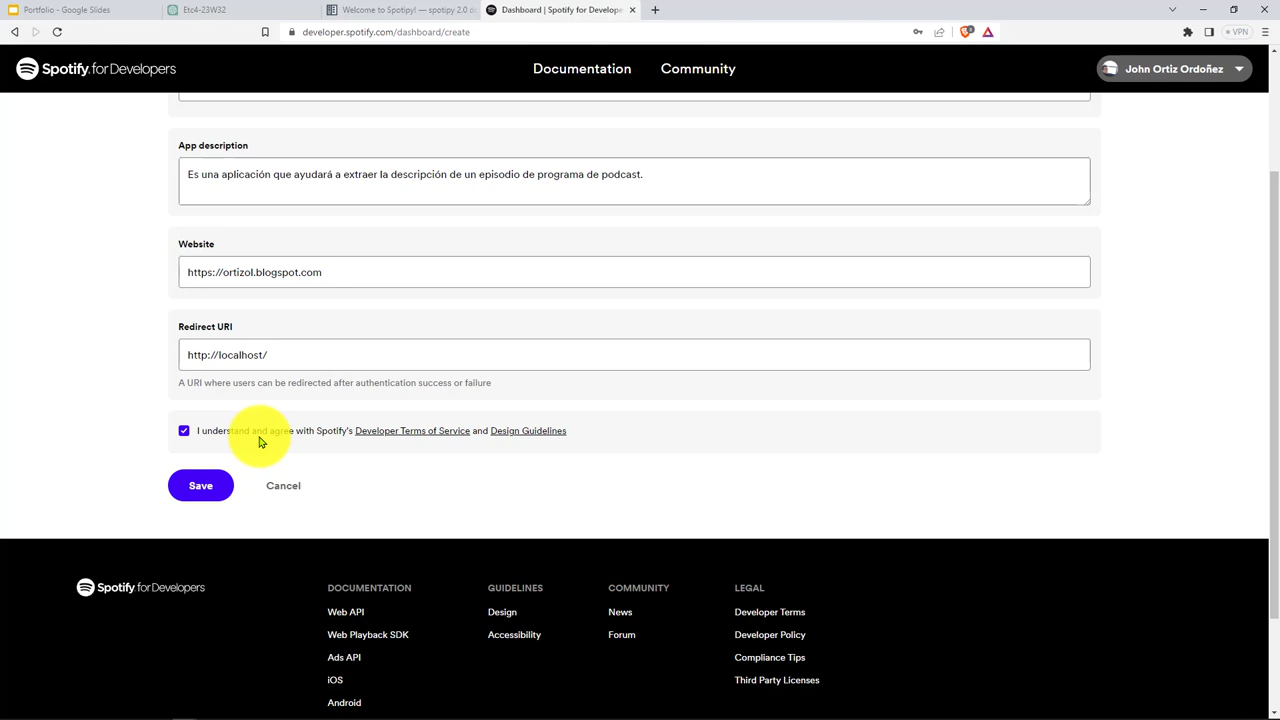 Portfolio - Google Slides
Etc4-23W32
Welcome to Spotipy! — spotipy 2.0 d
Dashboard | Spotify for Develope
developer.spotify.com/dashboard/create
VPN
Spotify for Developers
Documentation
Community
John Ortiz Ordoñez
App description
Es una aplicación que ayudará a extraer la descripción de un episodio de programa de podcast.
Website
https://ortizol.blogspot.com
Redirect URI
http://localhost/
A URI where users can be redirected after authentication success or failure
I understand and agree with Spotify's Developer Terms of Service and Design Guidelines
Save
Cancel
Spotify for Developers
DOCUMENTATION
Web API
Web Playback SDK
Ads API
iOS
Android
GUIDELINES
Design
Accessibility
COMMUNITY
News
Forum
LEGAL
Developer Terms
Developer Policy
Compliance Tips
Third Party Licenses